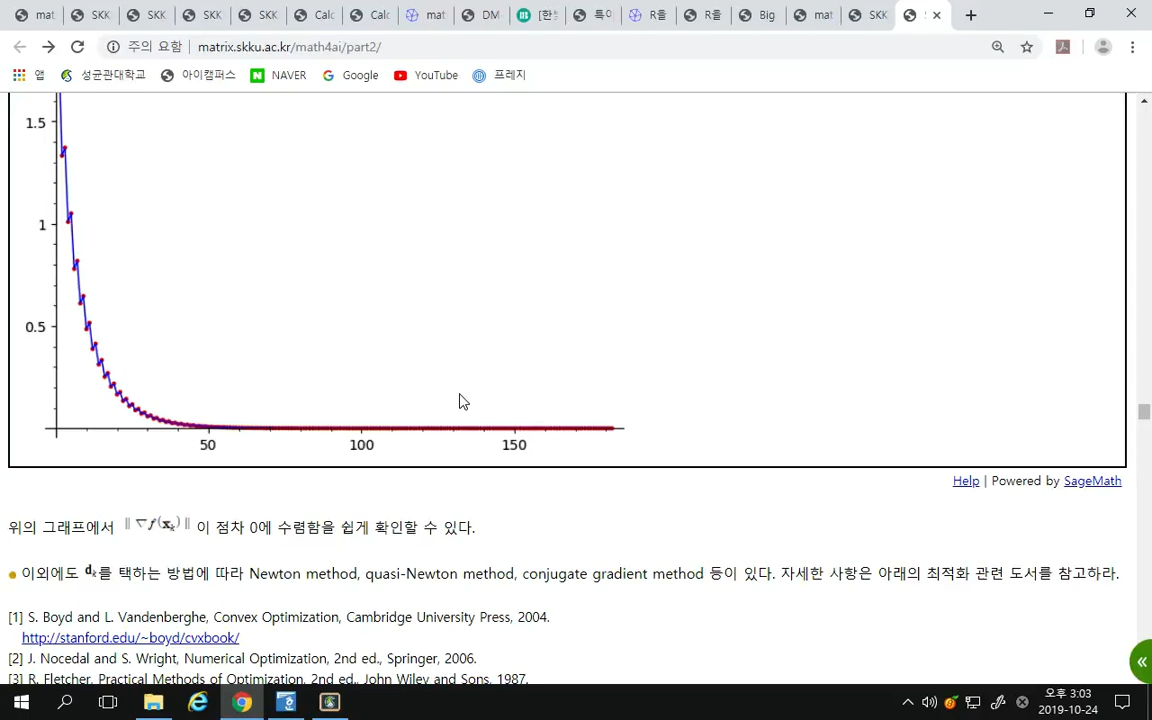 mat
SKK
SKK
SKK
SKK
Calc
Calc
mat
DM
[한
특이
R을
R을
Big
mat
SKK
주의 요함 | matrix.skku.ac.kr/math4ai/part2/
앱 성균관대학교 아이캠퍼스 NAVER Google YouTube 프레지
1.5
1
0.5
50 100 150
Help | Powered by SageMath
위의 그래프에서 ‖∇f(x_k)‖ 이 점차 0에 수렴함을 쉽게 확인할 수 있다.
● 이외에도 d_k를 택하는 방법에 따라 Newton method, quasi-Newton method, conjugate gradient method 등이 있다. 자세한 사항은 아래의 최적화 관련 도서를 참고하라.
[1] S. Boyd and L. Vandenberghe, Convex Optimization, Cambridge University Press, 2004.
http://stanford.edu/~boyd/cvxbook/
[2] J. Nocedal and S. Wright, Numerical Optimization, 2nd ed., Springer, 2006.
[3] R. Fletcher, Practical Methods of Optimization, 2nd ed., John Wiley and Sons, 1987.
오후 3:03
2019-10-24